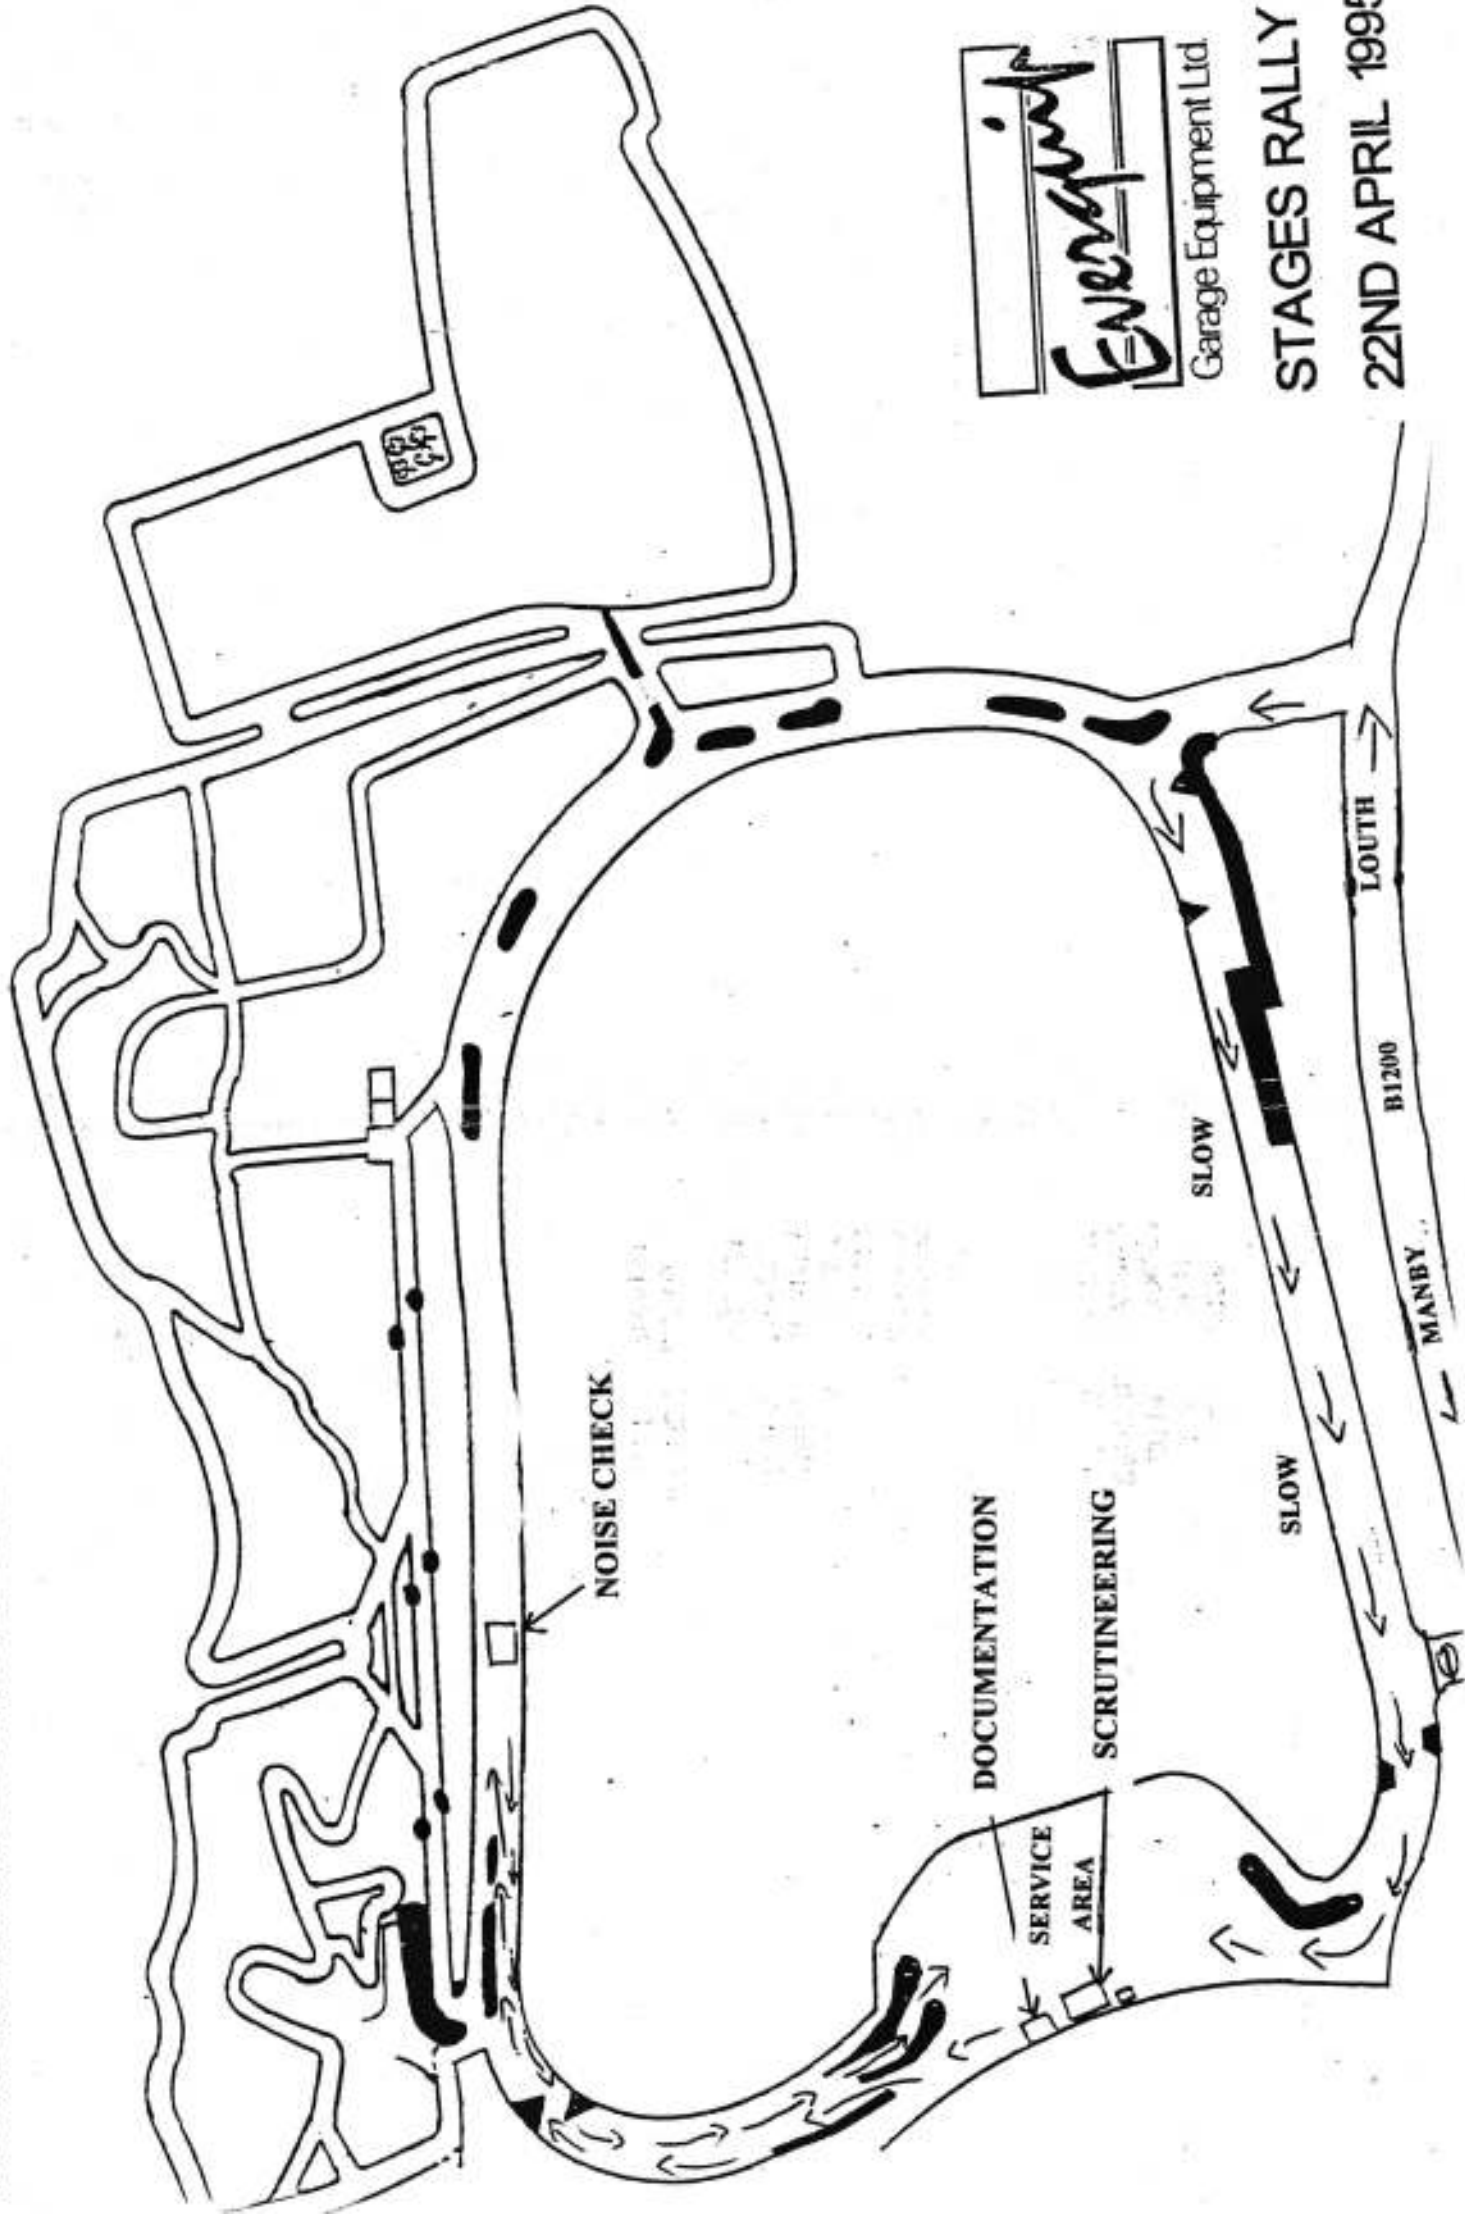 Everquip
Garage Equipment Ltd.
STAGES RALLY
22ND APRIL 1995
NOISE CHECK
DOCUMENTATION
SCRUTINEERING
SERVICE
AREA
SLOW
SLOW
LOUTH
B1200
MANBY